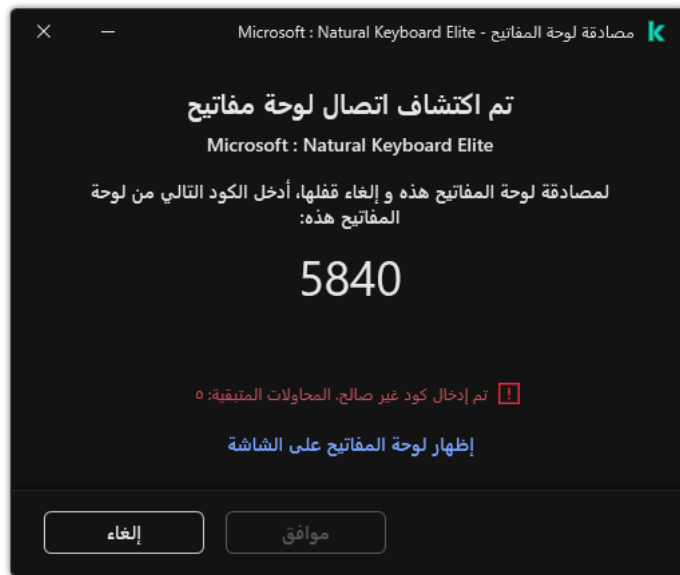 مصادقة لوحة المفاتيح - Microsoft : Natural Keyboard Elite
تم اكتشاف اتصال لوحة مفاتيح
Microsoft : Natural Keyboard Elite
لمصادقة لوحة المفاتيح هذه و إلغاء قفلها، أدخل الكود التالي من لوحة
المفاتيح هذه:
5840
تم إدخال كود غير صالح. المحاولات المتبقية: ٥
إظهار لوحة المفاتيح على الشاشة
موافق
إلغاء